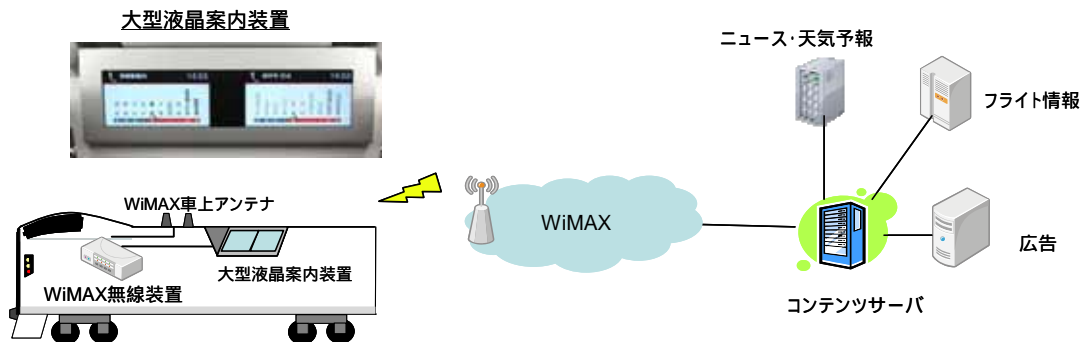 大型液晶案内装置
ニュース・天気予報
フライト情報
WiMAX車上アンテナ
WiMAX
大型液晶案内装置
広告
WiMAX無線装置
コンテンツサーバ